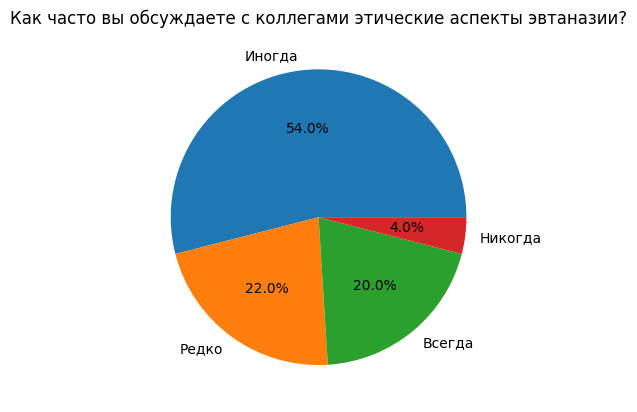 Как часто вы обсуждаете с коллегами этические аспекты эвтаназии?
Иногда
54.0%
4.0%
Никогда
22.0%
20.0%
Редко
Всегда